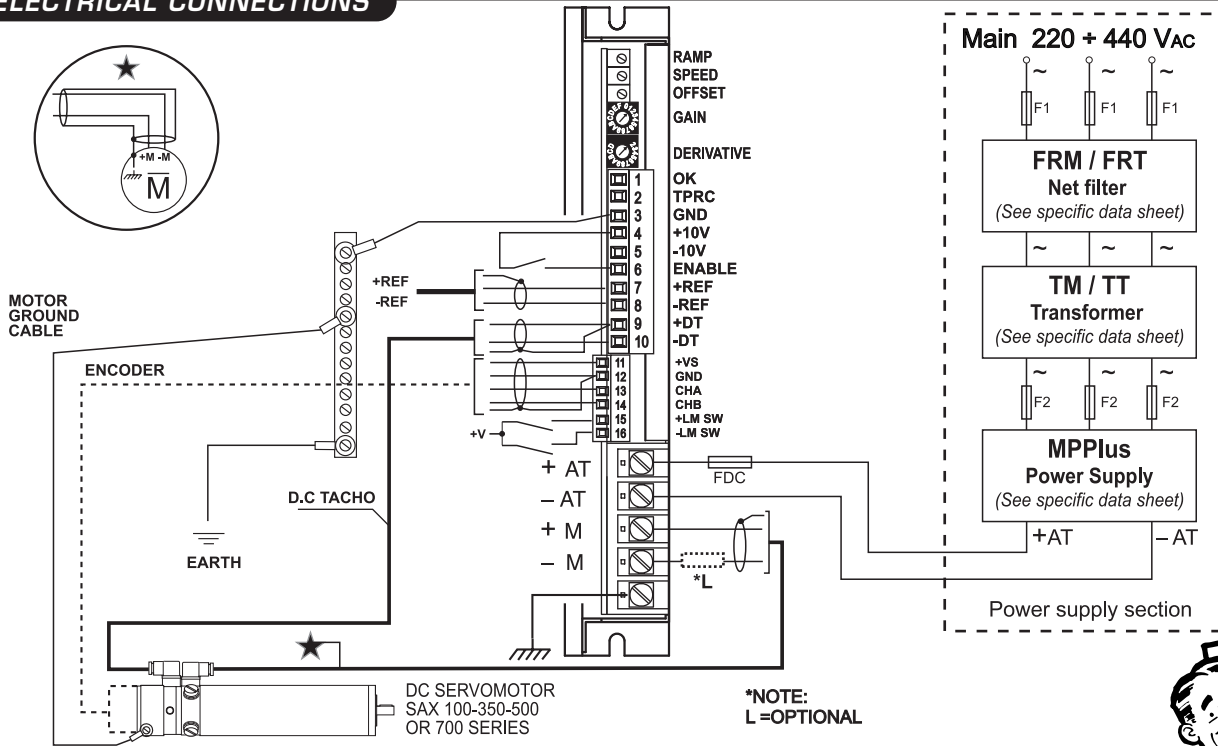 ELECTRICAL CONNECTIONS
★
+M -M
M
MOTOR
GROUND
CABLE
ENCODER
+REF
-REF
+V
D.C TACHO
EARTH
RAMP
SPEED
OFFSET
GAIN
DERIVATIVE
1 OK
2 TPRC
3 GND
4 +10V
5 -10V
6 ENABLE
7 +REF
8 -REF
9 +DT
10 -DT
11 +VS
12 GND
13 CHA
14 CHB
15 +LM SW
16 -LM SW
+ AT
− AT
+ M
− M
FDC
*L
★
DC SERVOMOTOR
SAX 100-350-500
OR 700 SERIES
*NOTE:
L =OPTIONAL
Main 220 ÷ 440 VAC
~ ~ ~
F1 F1 F1
FRM / FRT
Net filter
(See specific data sheet)
~ ~ ~
TM / TT
Transformer
(See specific data sheet)
~ ~ ~
F2 F2 F2
MPPlus
Power Supply
(See specific data sheet)
+AT − AT
Power supply section